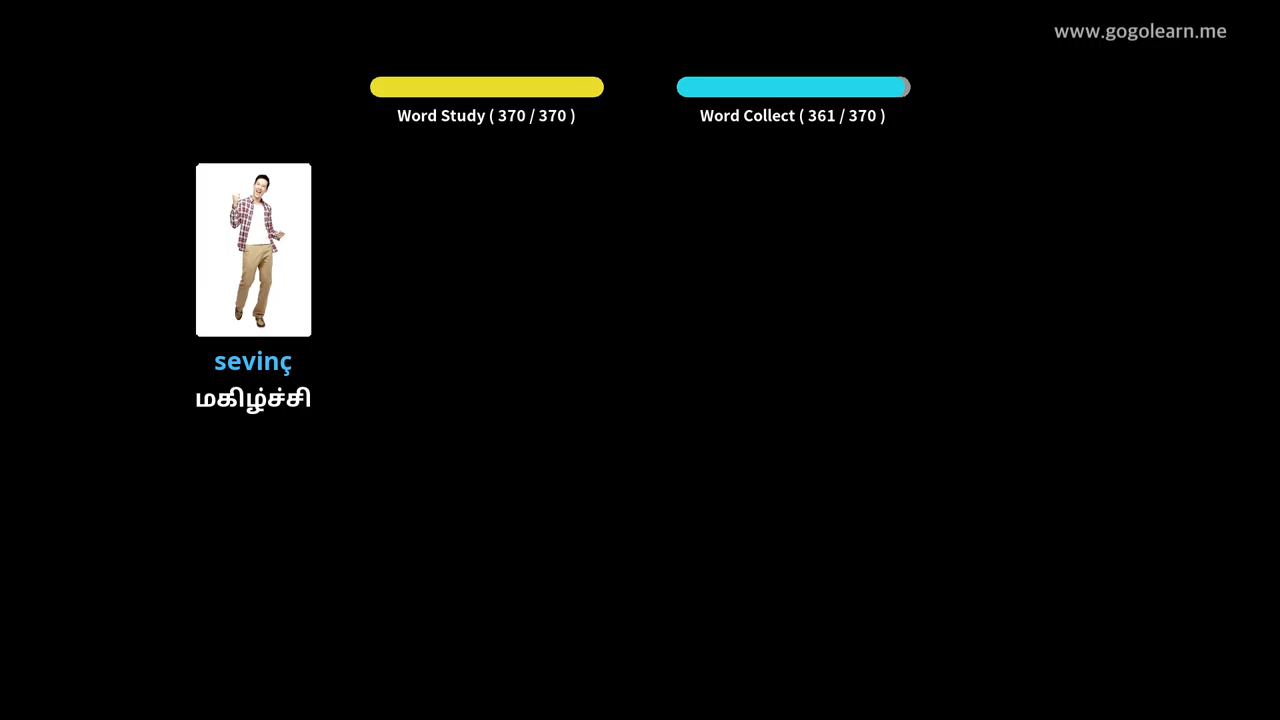 www.gogolearn.me
Word Study ( 370 / 370 )
Word Collect ( 361 / 370 )
sevinç
மகிழ்ச்சி